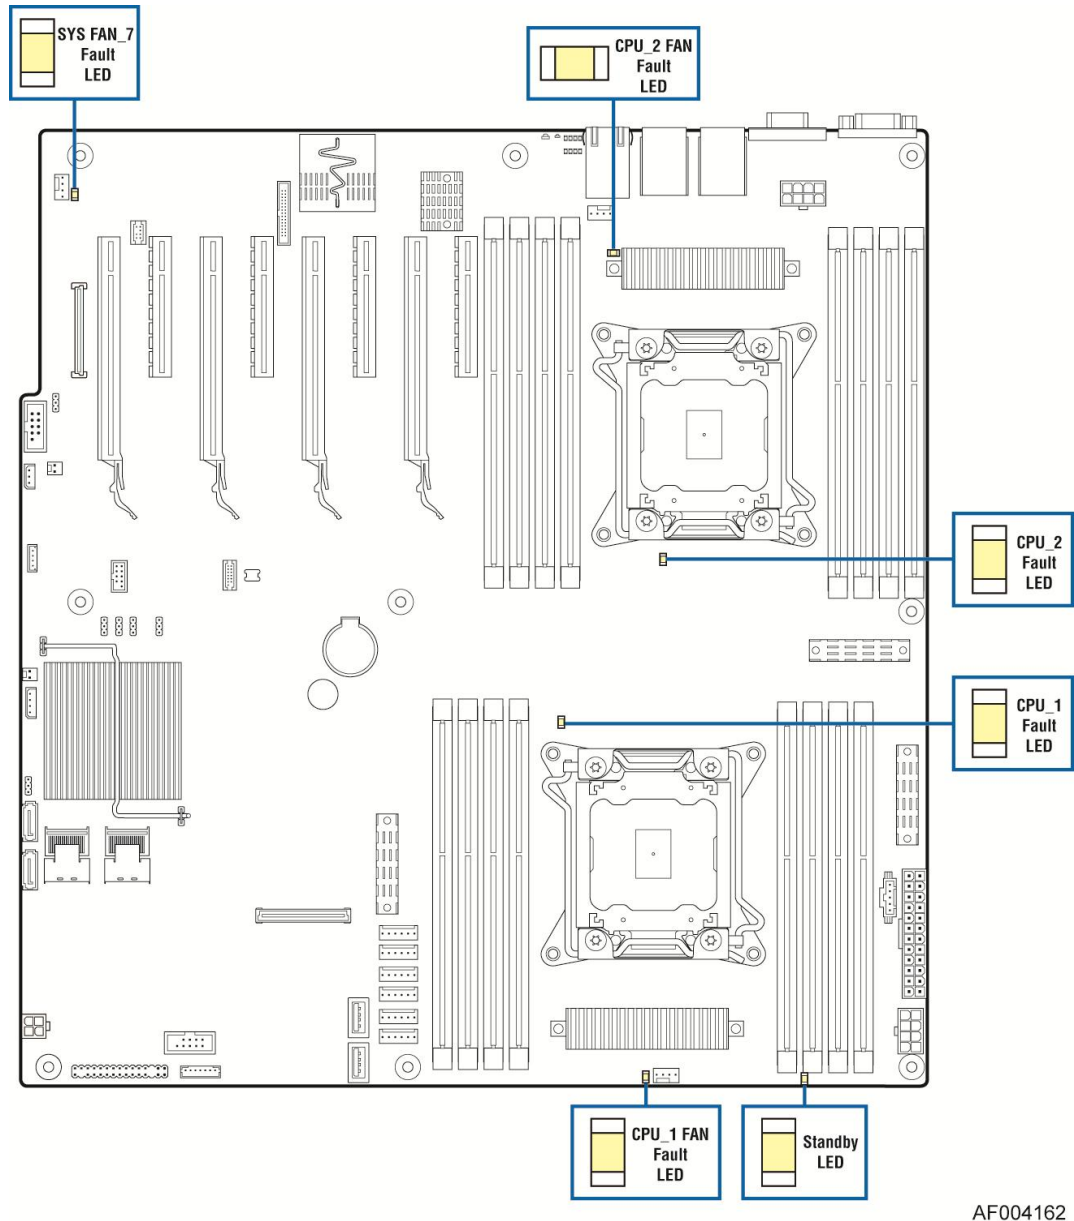 SYS FAN_7
Fault
LED
CPU_2 FAN
Fault
LED
CPU_2
Fault
LED
CPU_1
Fault
LED
CPU_1 FAN
Fault
LED
Standby
LED
AF004162